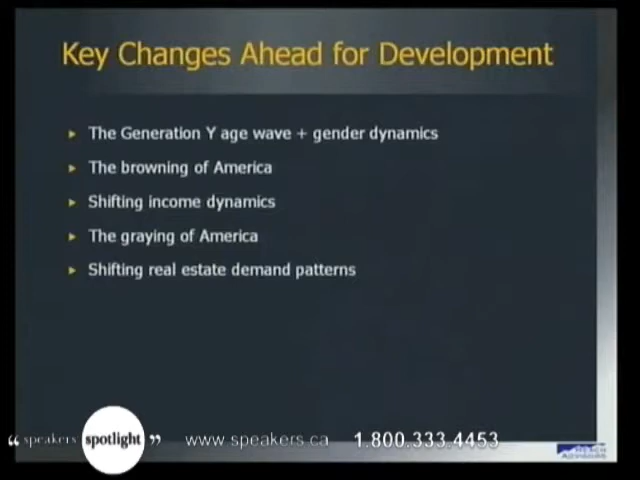 Key Changes Ahead for Development
The Generation Y age wave + gender dynamics
The browning of America
Shifting income dynamics
The graying of America
Shifting real estate demand patterns
“ speakers spotlight ” www.speakers.ca 1.800.333.4453